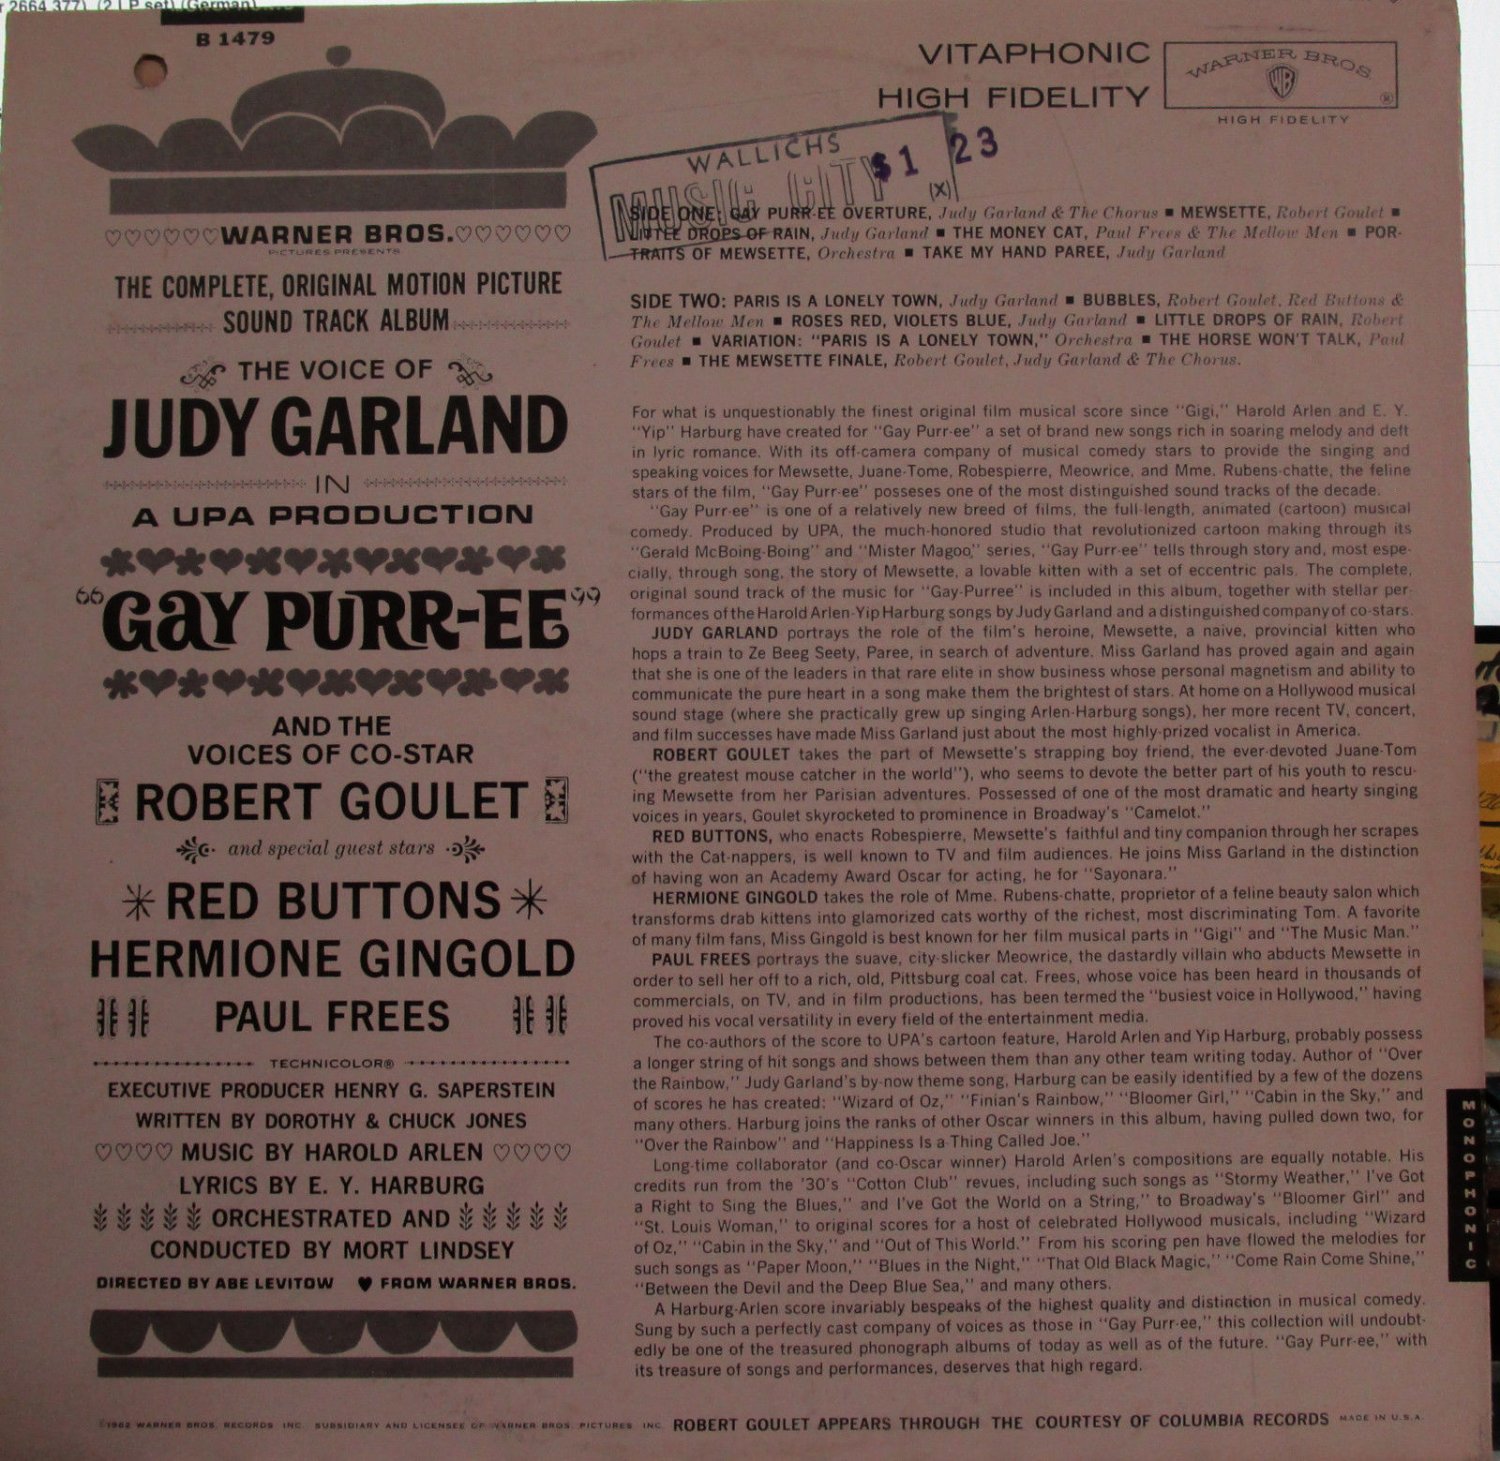 r 2664 377) (2 LP set) (German)
B 1479
VITAPHONIC
HIGH FIDELITY
WARNER BROS
WB
®
HIGH FIDELITY
WALLICHS
MUSIC CITY
$1 23
(X)
WARNER BROS.
PICTURES PRESENTS
THE COMPLETE, ORIGINAL MOTION PICTURE
SOUND TRACK ALBUM
THE VOICE OF
JUDY GARLAND
IN
A UPA PRODUCTION
"GAY PURR-EE"
AND THE
VOICES OF CO-STAR
ROBERT GOULET
and special guest stars
RED BUTTONS
HERMIONE GINGOLD
PAUL FREES
TECHNICOLOR®
EXECUTIVE PRODUCER HENRY G. SAPERSTEIN
WRITTEN BY DOROTHY & CHUCK JONES
MUSIC BY HAROLD ARLEN
LYRICS BY E. Y. HARBURG
ORCHESTRATED AND
CONDUCTED BY MORT LINDSEY
DIRECTED BY ABE LEVITOW ♥ FROM WARNER BROS.
SIDE ONE: GAY PURR-EE OVERTURE, Judy Garland & The Chorus ■ MEWSETTE, Robert Goulet ■
LITTLE DROPS OF RAIN, Judy Garland ■ THE MONEY CAT, Paul Frees & The Mellow Men ■ POR-
TRAITS OF MEWSETTE, Orchestra ■ TAKE MY HAND PAREE, Judy Garland
SIDE TWO: PARIS IS A LONELY TOWN, Judy Garland ■ BUBBLES, Robert Goulet, Red Buttons &
The Mellow Men ■ ROSES RED, VIOLETS BLUE, Judy Garland ■ LITTLE DROPS OF RAIN, Robert
Goulet ■ VARIATION: "PARIS IS A LONELY TOWN," Orchestra ■ THE HORSE WON'T TALK, Paul
Frees ■ THE MEWSETTE FINALE, Robert Goulet, Judy Garland & The Chorus.
For what is unquestionably the finest original film musical score since "Gigi," Harold Arlen and E. Y.
"Yip" Harburg have created for "Gay Purr-ee" a set of brand new songs rich in soaring melody and deft
in lyric romance. With its off-camera company of musical comedy stars to provide the singing and
speaking voices for Mewsette, Juane-Tome, Robespierre, Meowrice, and Mme. Rubens-chatte, the feline
stars of the film, "Gay Purr-ee" posseses one of the most distinguished sound tracks of the decade.
"Gay Purr-ee" is one of a relatively new breed of films, the full-length, animated (cartoon) musical
comedy. Produced by UPA, the much-honored studio that revolutionized cartoon making through its
"Gerald McBoing-Boing" and "Mister Magoo," series, "Gay Purr-ee" tells through story and, most espe-
cially, through song, the story of Mewsette, a lovable kitten with a set of eccentric pals. The complete,
original sound track of the music for "Gay-Purree" is included in this album, together with stellar per-
formances of the Harold Arlen-Yip Harburg songs by Judy Garland and a distinguished company of co-stars.
JUDY GARLAND portrays the role of the film's heroine, Mewsette, a naive, provincial kitten who
hops a train to Ze Beeg Seety, Paree, in search of adventure. Miss Garland has proved again and again
that she is one of the leaders in that rare elite in show business whose personal magnetism and ability to
communicate the pure heart in a song make them the brightest of stars. At home on a Hollywood musical
sound stage (where she practically grew up singing Arlen-Harburg songs), her more recent TV, concert,
and film successes have made Miss Garland just about the most highly-prized vocalist in America.
ROBERT GOULET takes the part of Mewsette's strapping boy friend, the ever-devoted Juane-Tom
("the greatest mouse catcher in the world"), who seems to devote the better part of his youth to rescu-
ing Mewsette from her Parisian adventures. Possessed of one of the most dramatic and hearty singing
voices in years, Goulet skyrocketed to prominence in Broadway's "Camelot."
RED BUTTONS, who enacts Robespierre, Mewsette's faithful and tiny companion through her scrapes
with the Cat-nappers, is well known to TV and film audiences. He joins Miss Garland in the distinction
of having won an Academy Award Oscar for acting, he for "Sayonara."
HERMIONE GINGOLD takes the role of Mme. Rubens-chatte, proprietor of a feline beauty salon which
transforms drab kittens into glamorized cats worthy of the richest, most discriminating Tom. A favorite
of many film fans, Miss Gingold is best known for her film musical parts in "Gigi" and "The Music Man."
PAUL FREES portrays the suave, city-slicker Meowrice, the dastardly villain who abducts Mewsette in
order to sell her off to a rich, old, Pittsburg coal cat. Frees, whose voice has been heard in thousands of
commercials, on TV, and in film productions, has been termed the "busiest voice in Hollywood," having
proved his vocal versatility in every field of the entertainment media.
The co-authors of the score to UPA's cartoon feature, Harold Arlen and Yip Harburg, probably possess
a longer string of hit songs and shows between them than any other team writing today. Author of "Over
the Rainbow," Judy Garland's by-now theme song, Harburg can be easily identified by a few of the dozens
of scores he has created: "Wizard of Oz," "Finian's Rainbow," "Bloomer Girl," "Cabin in the Sky," and
many others. Harburg joins the ranks of other Oscar winners in this album, having pulled down two, for
"Over the Rainbow" and "Happiness Is a-Thing Called Joe."
Long-time collaborator (and co-Oscar winner) Harold Arlen's compositions are equally notable. His
credits run from the '30's "Cotton Club" revues, including such songs as "Stormy Weather," I've Got
a Right to Sing the Blues," and I've Got the World on a String," to Broadway's "Bloomer Girl" and
"St. Louis Woman," to original scores for a host of celebrated Hollywood musicals, including "Wizard
of Oz," "Cabin in the Sky," and "Out of This World." From his scoring pen have flowed the melodies for
such songs as "Paper Moon," "Blues in the Night," "That Old Black Magic," "Come Rain Come Shine,"
"Between the Devil and the Deep Blue Sea," and many others.
A Harburg-Arlen score invariably bespeaks of the highest quality and distinction in musical comedy.
Sung by such a perfectly cast company of voices as those in "Gay Purr-ee," this collection will undoubt-
edly be one of the treasured phonograph albums of today as well as of the future. "Gay Purr-ee," with
its treasure of songs and performances, deserves that high regard.
MONOPHONIC
©1962 WARNER BROS. RECORDS INC. SUBSIDIARY AND LICENSEE OF WARNER BROS. PICTURES INC. ROBERT GOULET APPEARS THROUGH THE COURTESY OF COLUMBIA RECORDS MADE IN U.S.A.